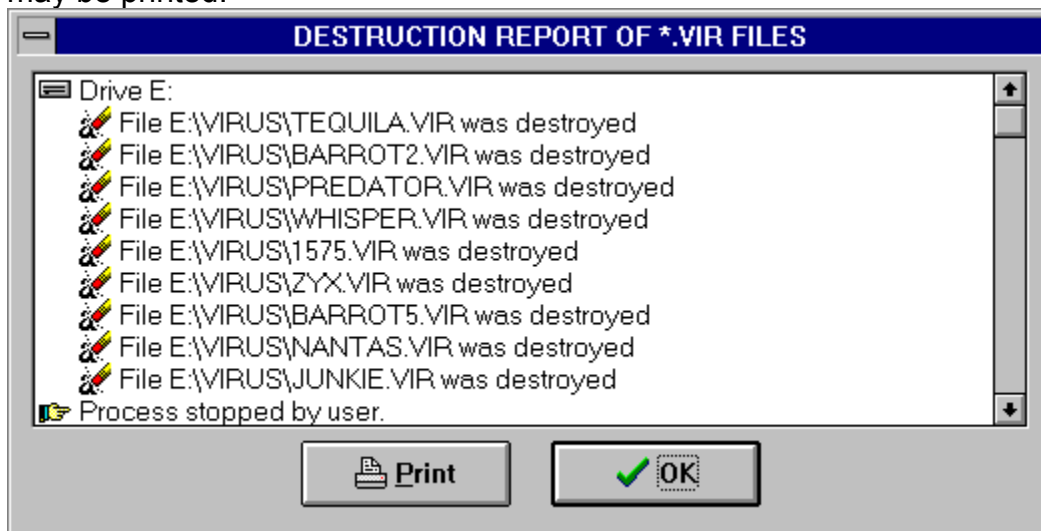 may be printed.
DESTRUCTION REPORT OF *.VIR FILES
Drive E:
File E:\VIRUS\TEQUILA.VIR was destroyed
File E:\VIRUS\BARROT2.VIR was destroyed
File E:\VIRUS\PREDATOR.VIR was destroyed
File E:\VIRUS\WHISPER.VIR was destroyed
File E:\VIRUS\1575.VIR was destroyed
File E:\VIRUS\ZYX.VIR was destroyed
File E:\VIRUS\BARROT5.VIR was destroyed
File E:\VIRUS\NANTAS.VIR was destroyed
File E:\VIRUS\JUNKIE.VIR was destroyed
Process stopped by user.
Print OK